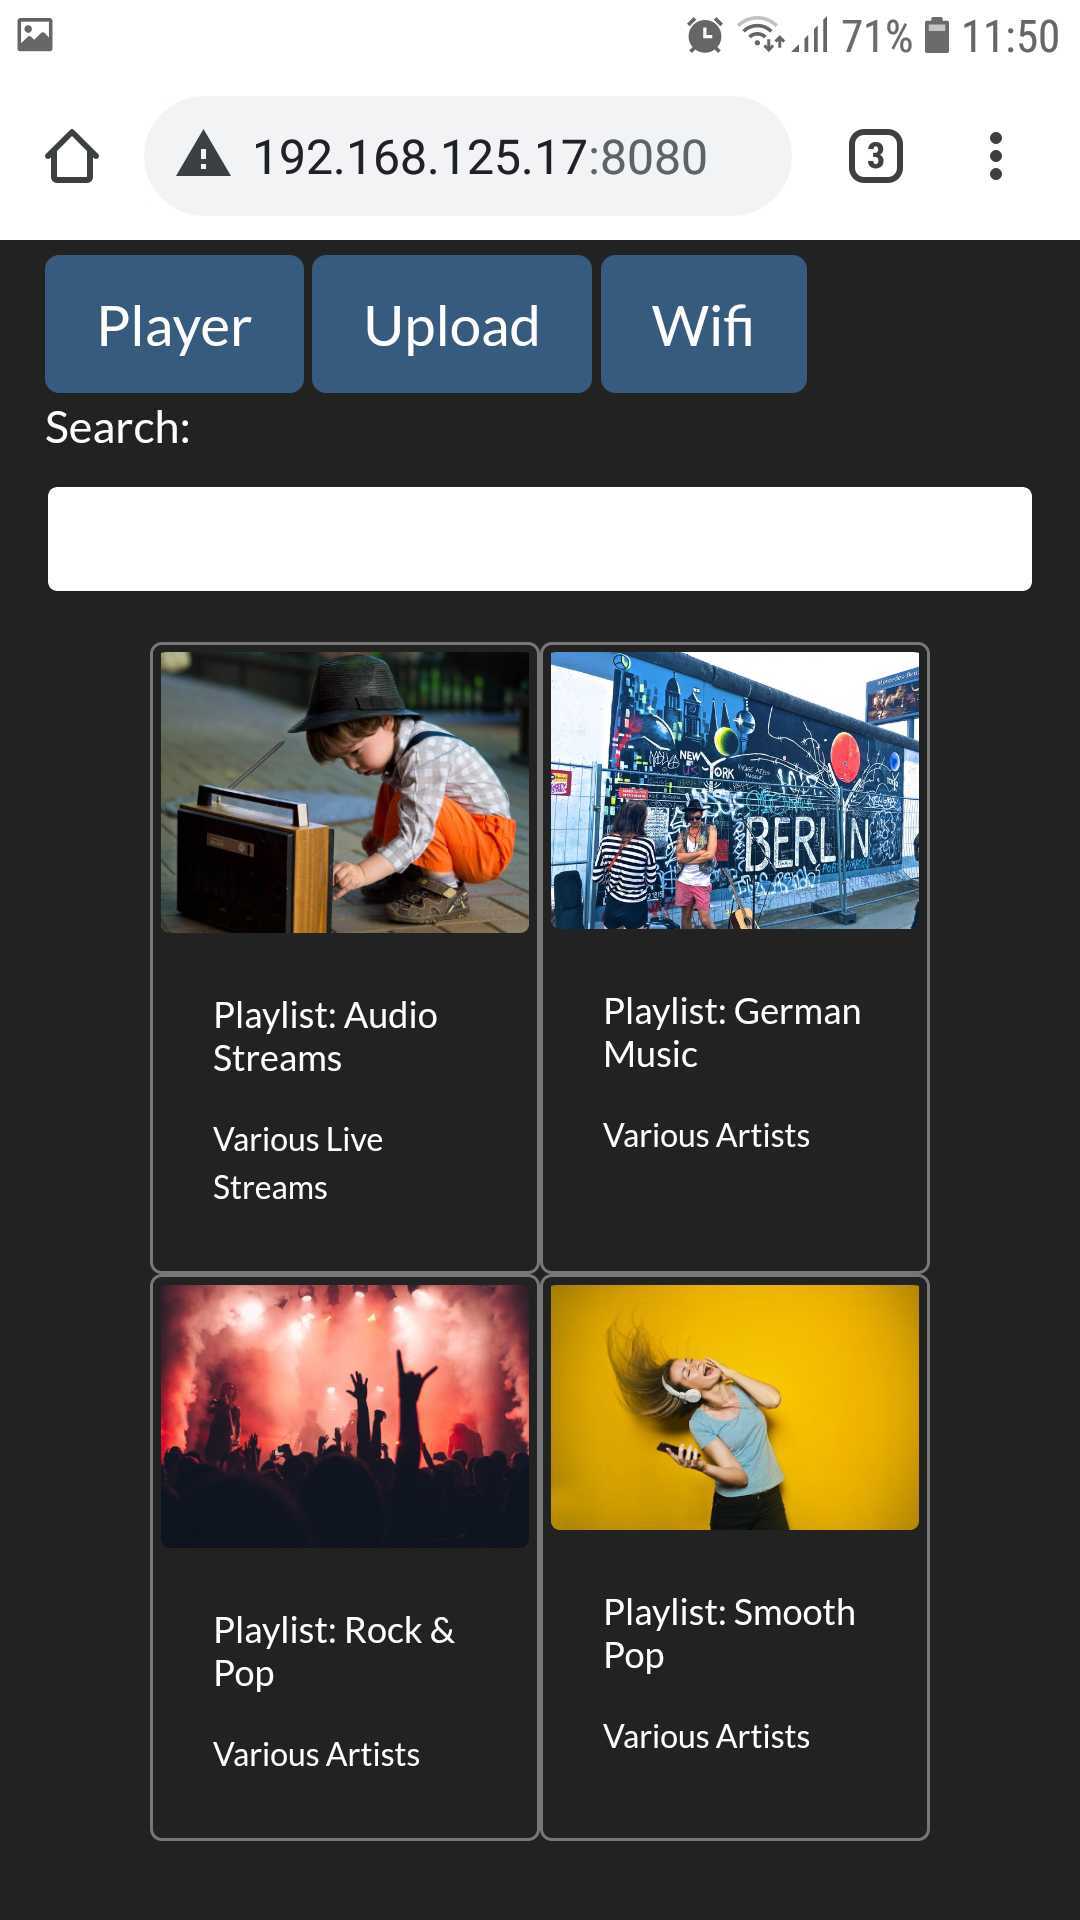 71% 11:50
192.168.125.17:8080
3
Player Upload Wifi
Search:
NEW
YORK
BERLIN
Playlist: Audio
Streams
Various Live
Streams
Playlist: German
Music
Various Artists
Playlist: Rock &
Pop
Various Artists
Playlist: Smooth
Pop
Various Artists